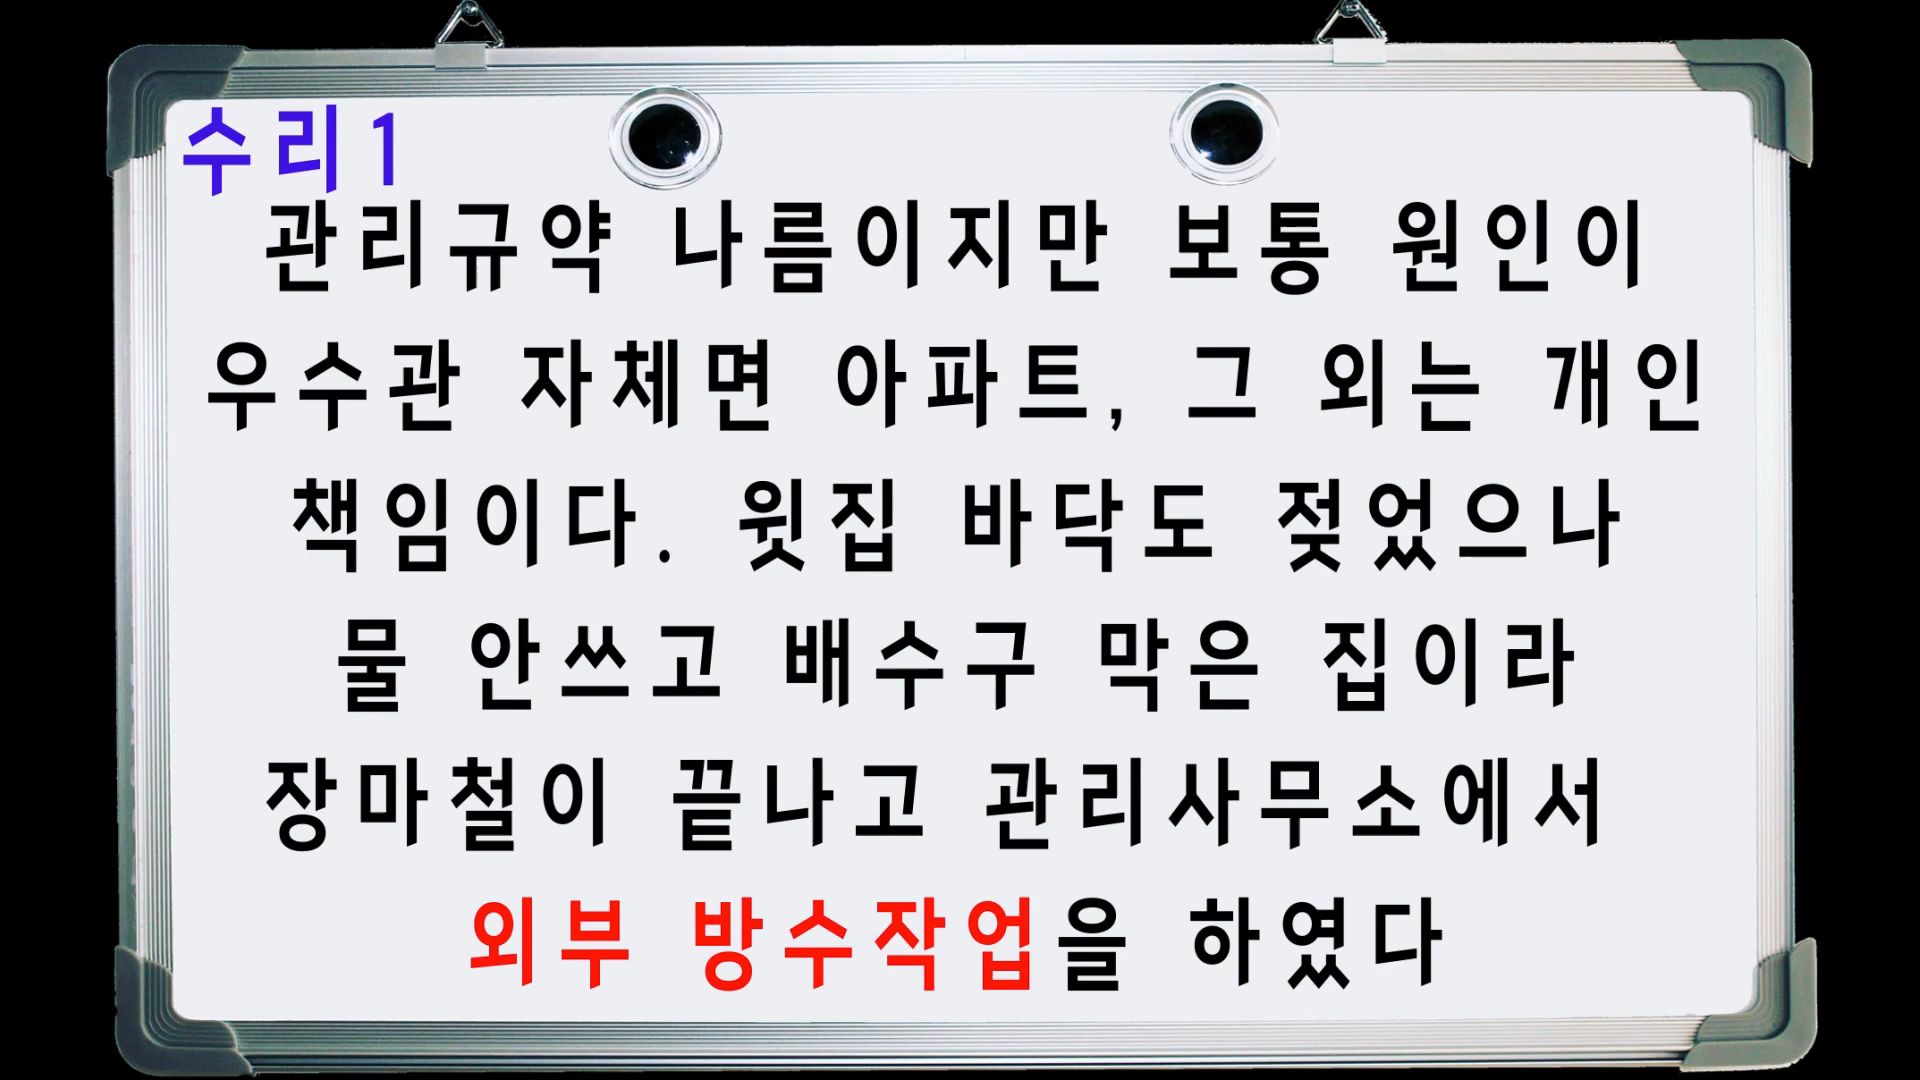 수리1
관리규약 나름이지만 보통 원인이
우수관 자체면 아파트, 그 외는 개인
책임이다. 윗집 바닥도 젖었으나
물 안쓰고 배수구 막은 집이라
장마철이 끝나고 관리사무소에서
외부 방수작업을 하였다